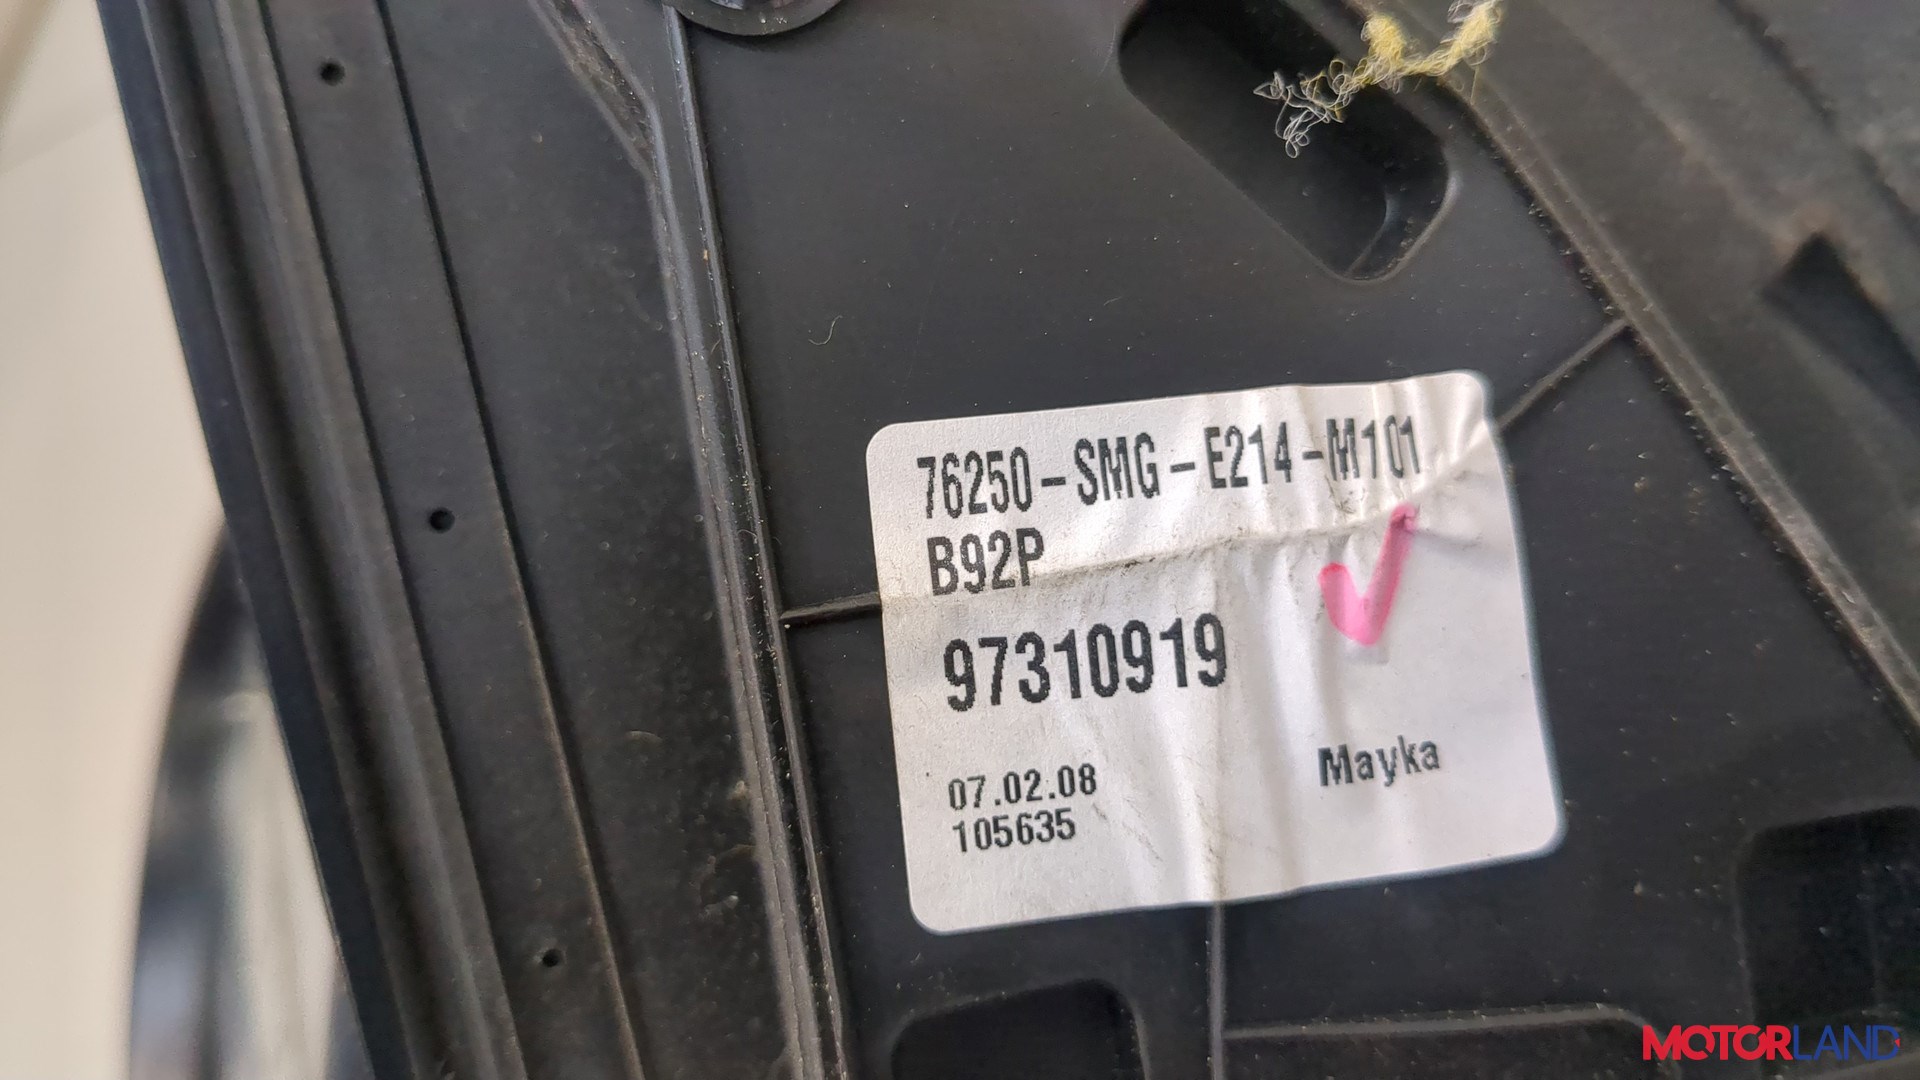 76250-SMG-E214-M101
B92P
97310919
07.02.08
105635
Mayka
MOTORLAND